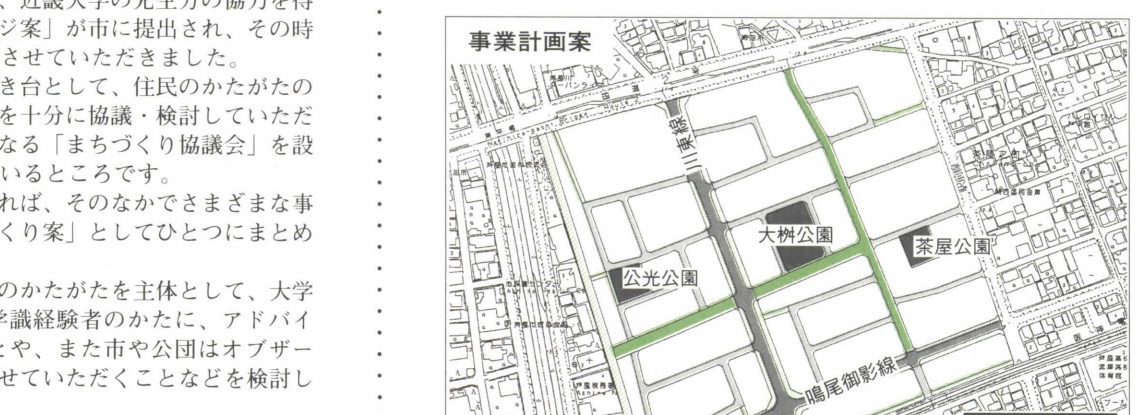 、近畿大学の先生方の協力を得
ジ案」が市に提出され、その時
させていただきました。
き台として、住民のかたがたの
を十分に協議・検討していただ
なる「まちづくり協議会」を設
いるところです。
れば、そのなかでさまざまな事
くり案」としてひとつにまとめ
のかたがたを主体として、大学
学識経験者のかたに、アドバイ
とや、また市や公団はオブザー
せていただくことなどを検討し
事業計画案
川東線
大桝公園
茶屋公園
公光公園
鳴尾御影線